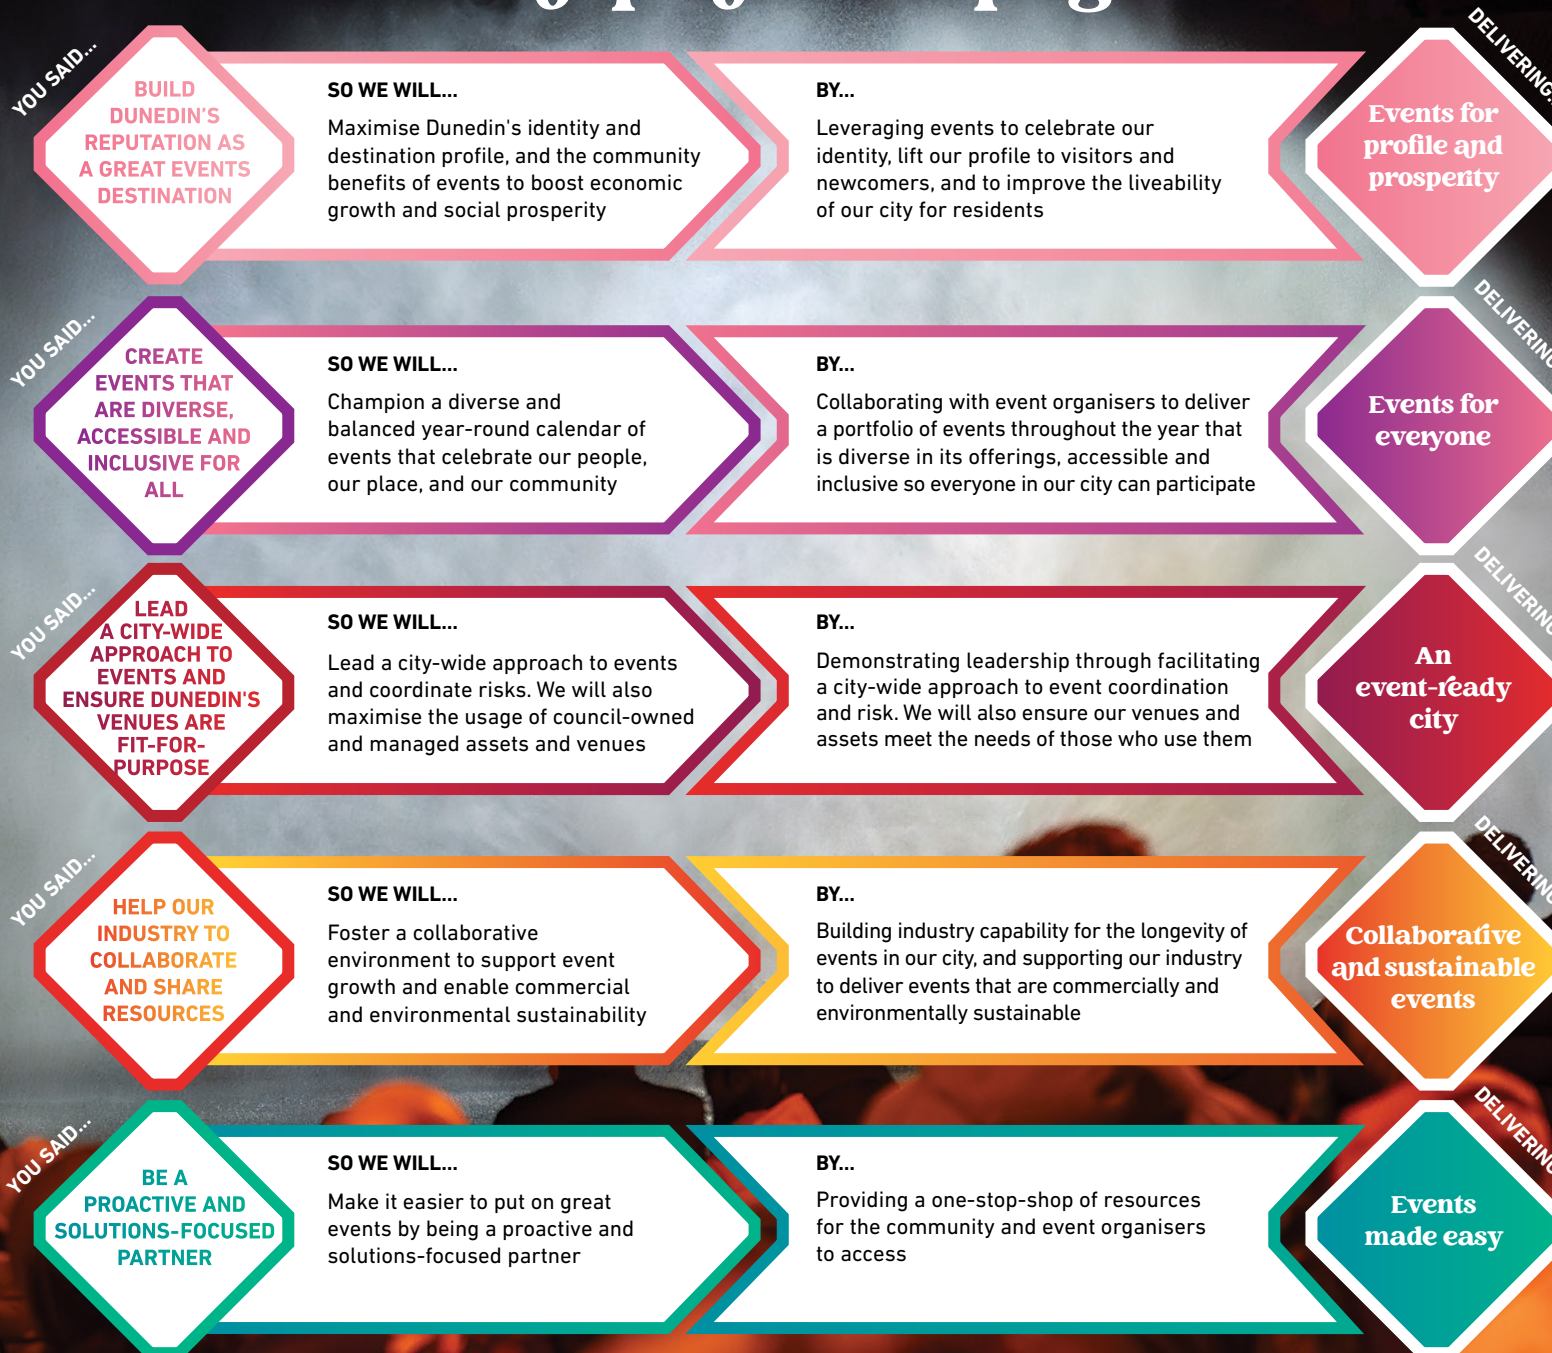 YOU SAID...
BUILD
DUNEDIN'S
REPUTATION AS
A GREAT EVENTS
DESTINATION
SO WE WILL...
Maximise Dunedin's identity and
destination profile, and the community
benefits of events to boost economic
growth and social prosperity
BY...
Leveraging events to celebrate our
identity, lift our profile to visitors and
newcomers, and to improve the liveability
of our city for residents
DELIVERING...
Events for
profile and
prosperity
YOU SAID...
CREATE
EVENTS THAT
ARE DIVERSE,
ACCESSIBLE AND
INCLUSIVE FOR
ALL
SO WE WILL...
Champion a diverse and
balanced year-round calendar of
events that celebrate our people,
our place, and our community
BY...
Collaborating with event organisers to deliver
a portfolio of events throughout the year that
is diverse in its offerings, accessible and
inclusive so everyone in our city can participate
DELIVERING
Events for
everyone
YOU SAID...
LEAD
A CITY-WIDE
APPROACH TO
EVENTS AND
ENSURE DUNEDIN'S
VENUES ARE
FIT-FOR-
PURPOSE
SO WE WILL...
Lead a city-wide approach to events
and coordinate risks. We will also
maximise the usage of council-owned
and managed assets and venues
BY...
Demonstrating leadership through facilitating
a city-wide approach to event coordination
and risk. We will also ensure our venues and
assets meet the needs of those who use them
DELIVERING
An
event-ready
city
YOU SAID...
HELP OUR
INDUSTRY TO
COLLABORATE
AND SHARE
RESOURCES
SO WE WILL...
Foster a collaborative
environment to support event
growth and enable commercial
and environmental sustainability
BY...
Building industry capability for the longevity of
events in our city, and supporting our industry
to deliver events that are commercially and
environmentally sustainable
DELIVERING
Collaborative
and sustainable
events
YOU SAID...
BE A
PROACTIVE AND
SOLUTIONS-FOCUSED
PARTNER
SO WE WILL...
Make it easier to put on great
events by being a proactive and
solutions-focused partner
BY...
Providing a one-stop-shop of resources
for the community and event organisers
to access
DELIVERING
Events
made easy